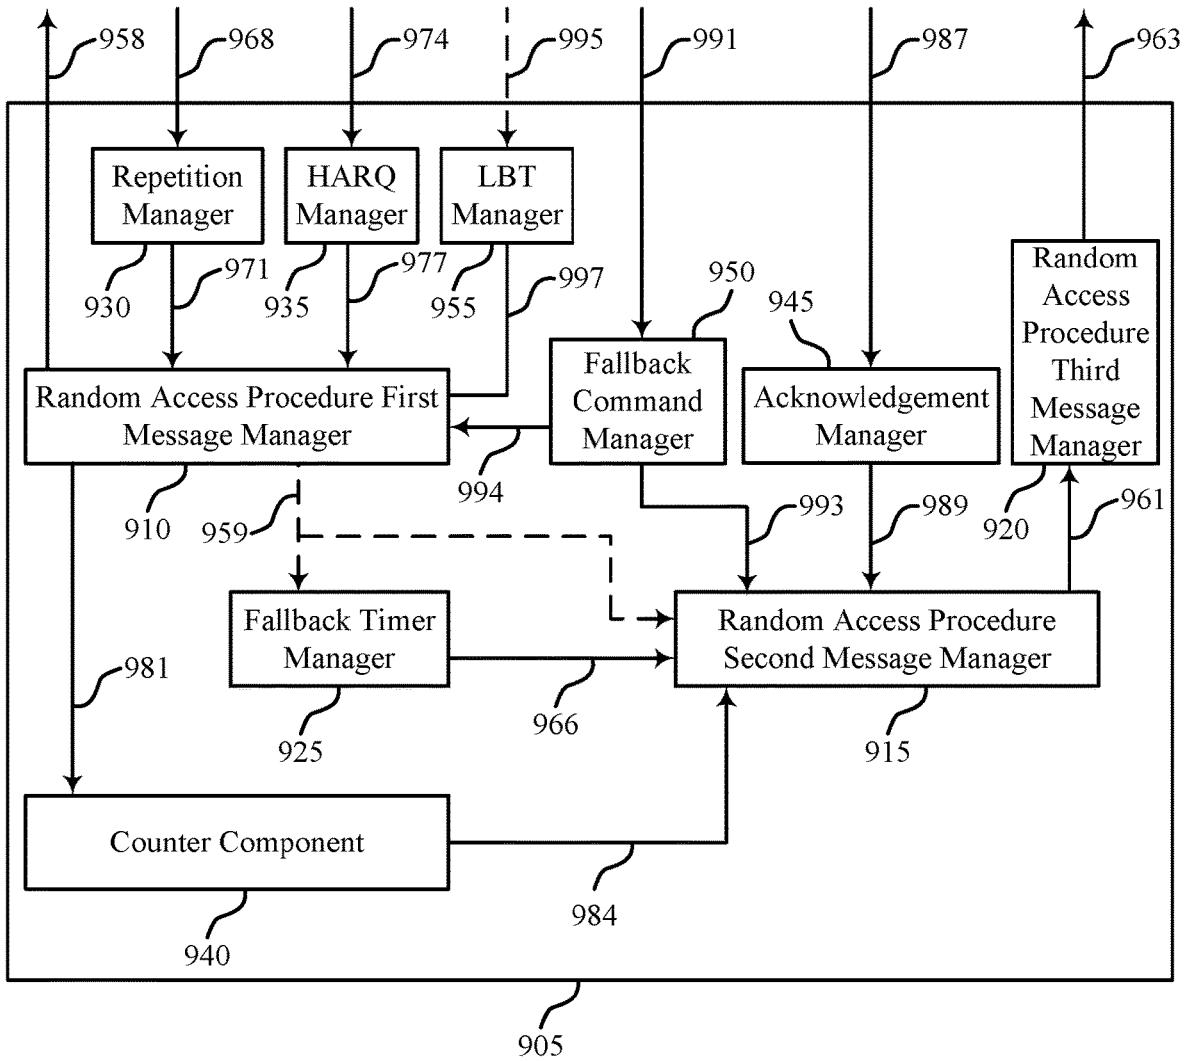 958
968
974
995
991
987
963
Repetition
Manager
HARQ
Manager
LBT
Manager
930
971
935
977
955
997
950
945
Random
Access
Procedure
Third
Message
Manager
Random Access Procedure First
Message Manager
Fallback
Command
Manager
Acknowledgement
Manager
910
959
994
993
989
920
961
Fallback Timer
Manager
Random Access Procedure
Second Message Manager
981
925
966
915
Counter Component
940
984
905